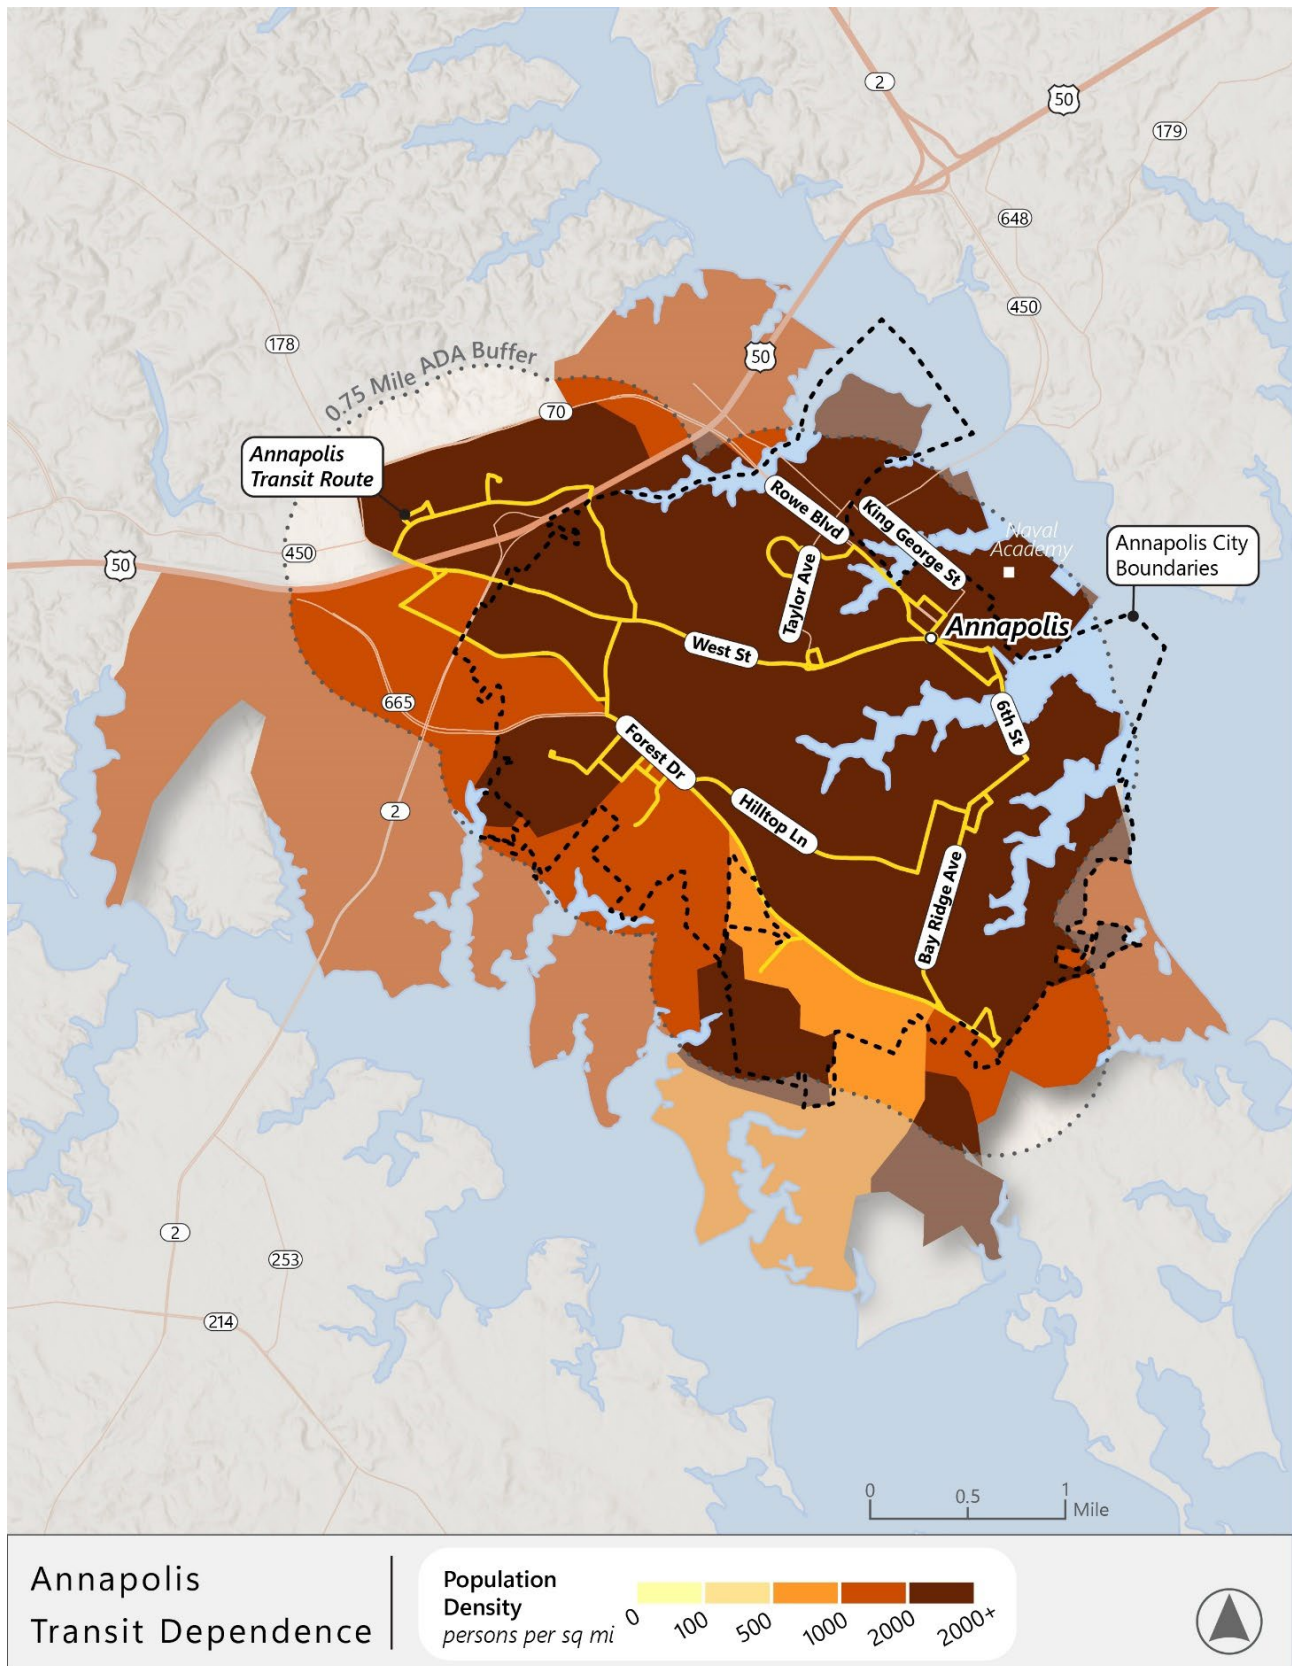 2
50
179
648
450
178
50
0.75 Mile ADA Buffer
70
Annapolis
Transit Route
Rowe Blvd
King George St
Naval
Academy
Annapolis City
Boundaries
450
50
Taylor Ave
Annapolis
West St
665
6th St
Forest Dr
2
Hilltop Ln
Bay Ridge Ave
2
253
214
0
0.5
1
Mile
Annapolis
Transit Dependence
Population
Density
persons per sq mi
0
100
500
1000
2000
2000+